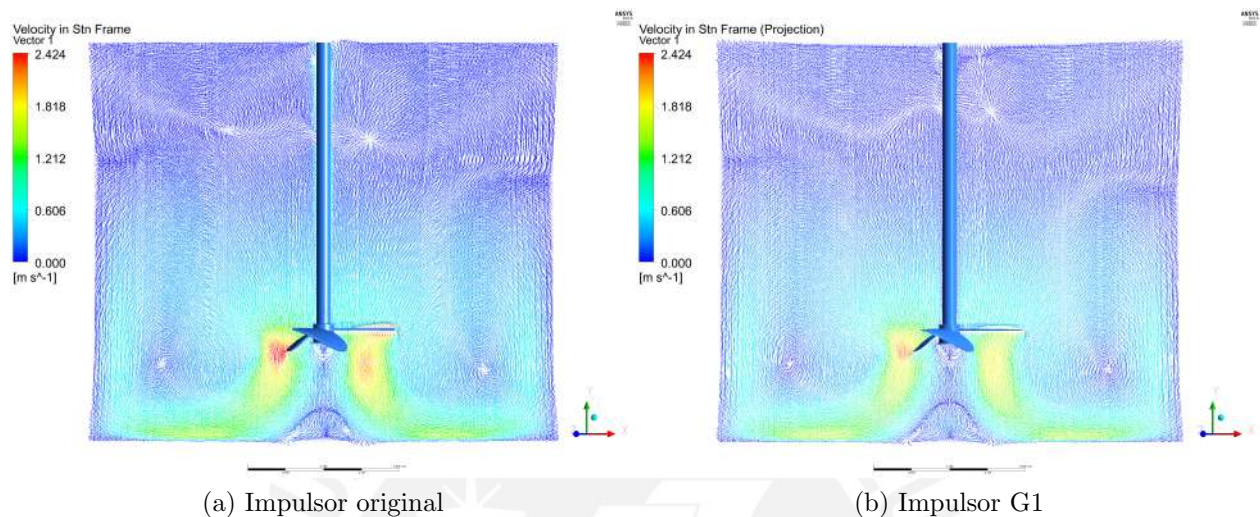 ANSYS
Velocity in Stn Frame
Vector 1
2.424
1.818
1.212
0.606
0.000
[m s^-1]
Y
X
(a) Impulsor original
ANSYS
Velocity in Stn Frame (Projection)
Vector 1
2.424
1.818
1.212
0.606
0.000
[m s^-1]
Y
X
(b) Impulsor G1